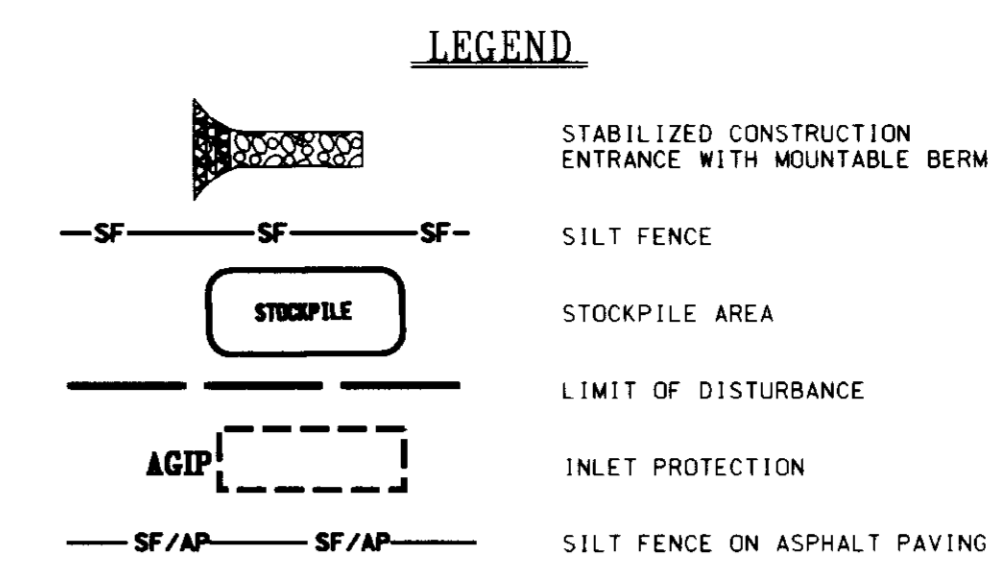 LEGEND
STABILIZED CONSTRUCTION
ENTRANCE WITH MOUNTABLE BERM
SF SF SF
SILT FENCE
STOCKPILE
STOCKPILE AREA
LIMIT OF DISTURBANCE
AGIP
INLET PROTECTION
SF/AP SF/AP
SILT FENCE ON ASPHALT PAVING